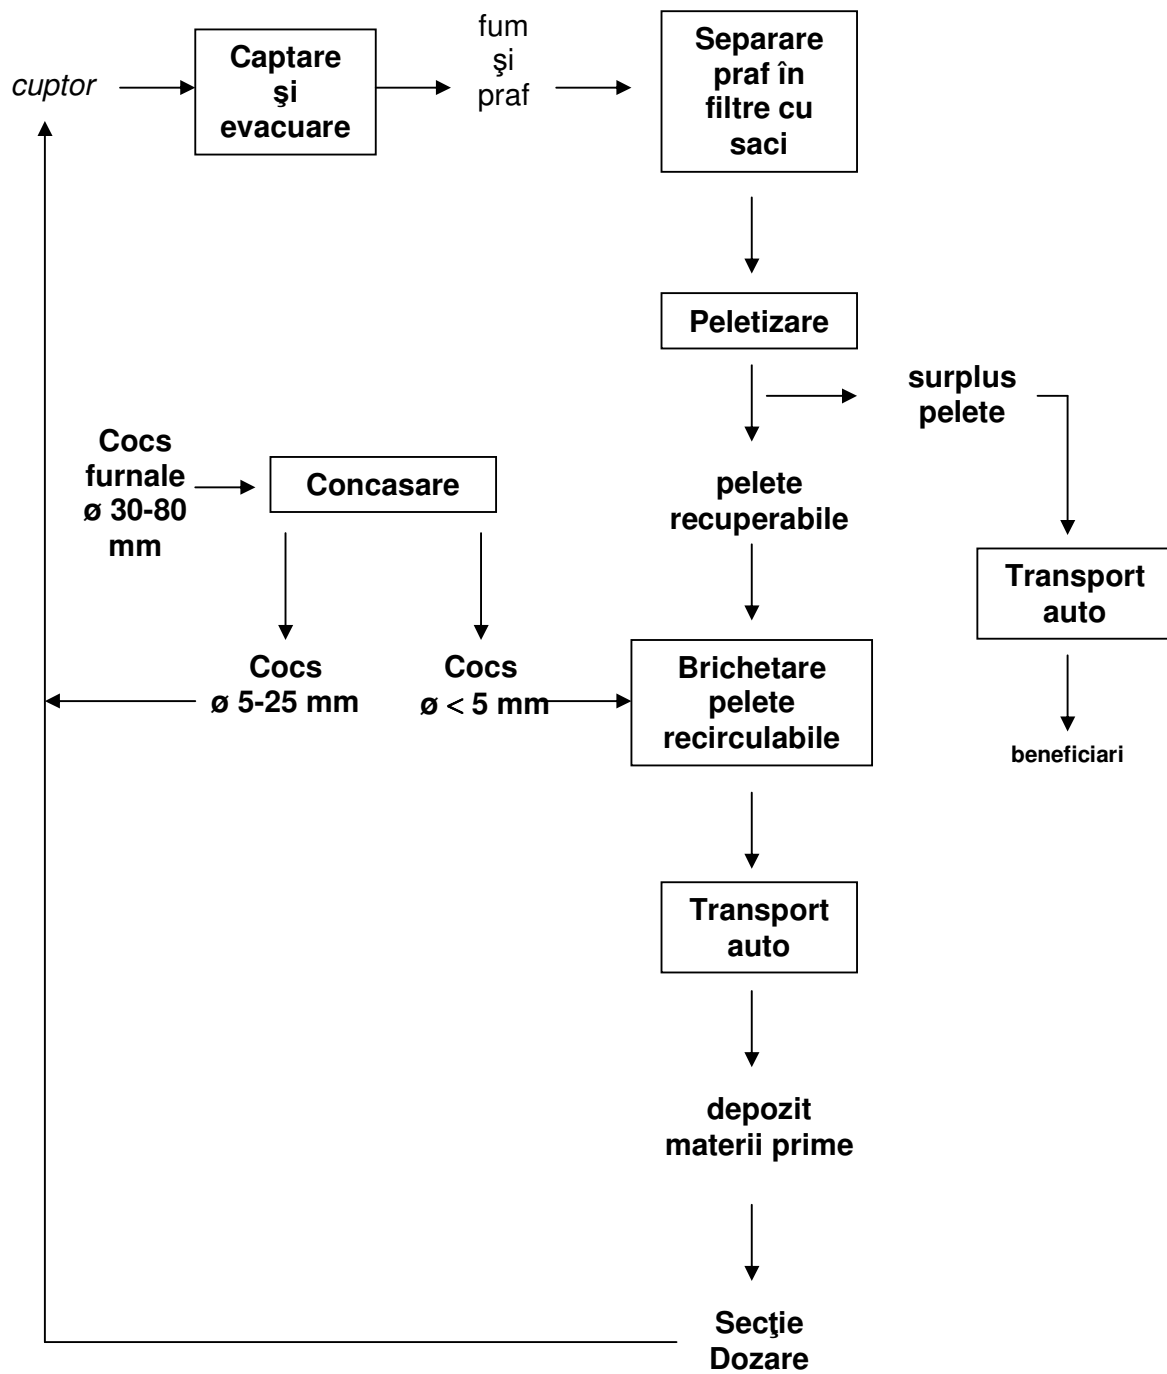 cuptor
Captare
şi
evacuare
fum
şi
praf
Separare
praf în
filtre cu
saci
Peletizare
surplus
pelete
Cocs
furnale
ø 30-80
mm
Concasare
pelete
recuperabile
Transport
auto
Cocs
ø 5-25 mm
Cocs
ø < 5 mm
Brichetare
pelete
recirculabile
beneficiari
Transport
auto
depozit
materii prime
Secţie
Dozare